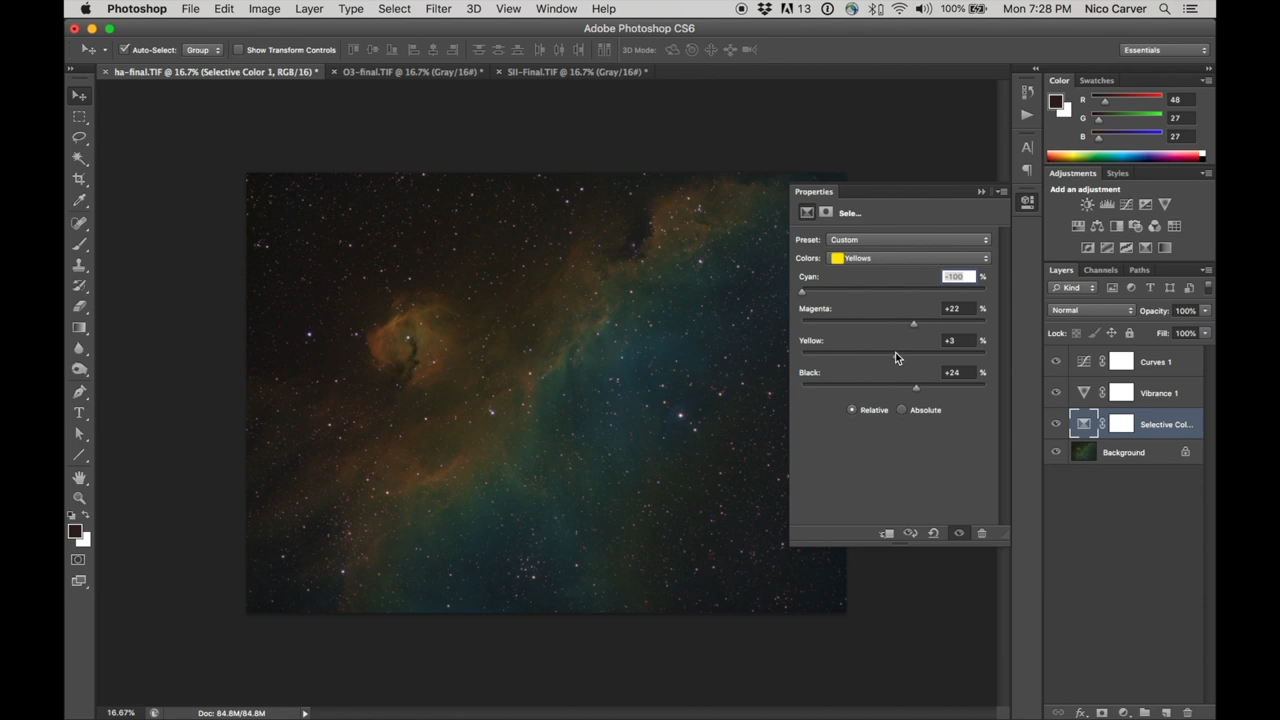 Photoshop File Edit Image Layer Type Select Filter 3D View Window Help 13 100% Mon 7:28 PM Nico Carver
Adobe Photoshop CS6
Auto-Select: Group Show Transform Controls 3D Mode: Essentials
ha-final.TIF @ 16.7% (Selective Color 1, RGB/16) * O3-final.TIF @ 16.7% (Gray/16#) * SII-Final.TIF @ 16.7% (Gray/16#) *
Color Swatches
R 48
G 27
B 27
Adjustments Styles
Add an adjustment
Properties
Sele...
Preset: Custom
Colors: Yellows
Cyan: -100 %
Magenta: +22 %
Yellow: +3 %
Black: +24 %
Relative Absolute
Layers Channels Paths
Kind
Normal Opacity: 100%
Lock: Fill: 100%
Curves 1
Vibrance 1
Selective Col...
Background
16.67% Doc: 84.8M/84.8M